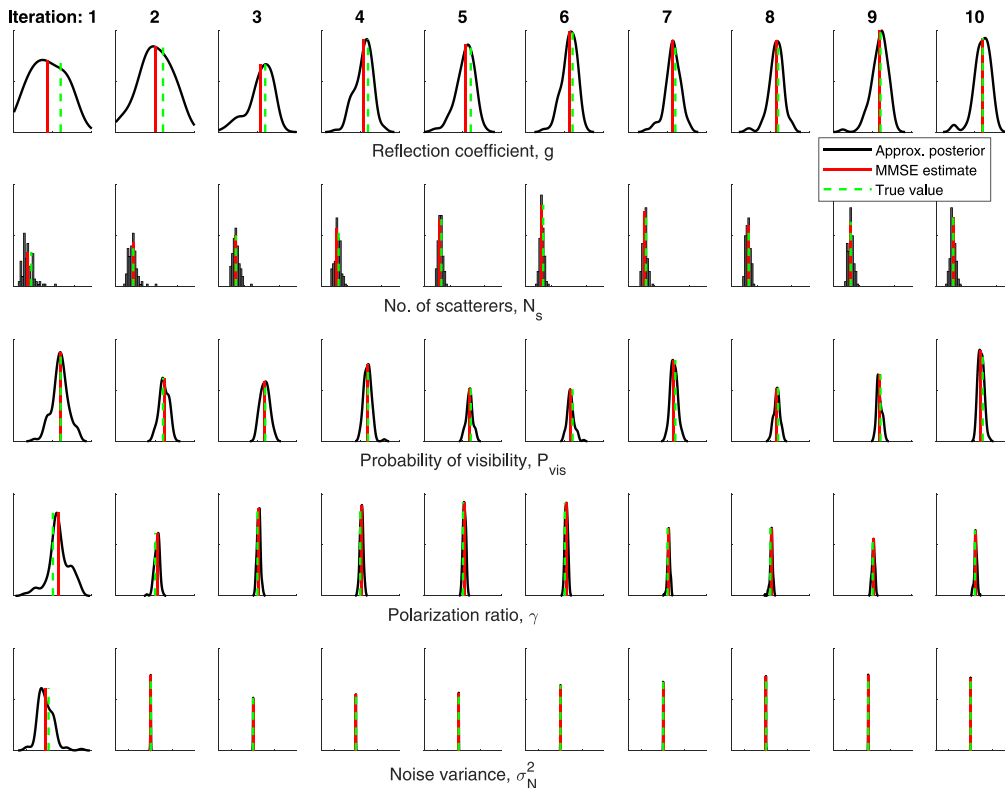 Iteration: 1 2 3 4 5 6 7 8 9 10
Reflection coefficient, g
Approx. posterior
MMSE estimate
True value
No. of scatterers, N_s
Probability of visibility, P_vis
Polarization ratio, γ
Noise variance, σ_N^2